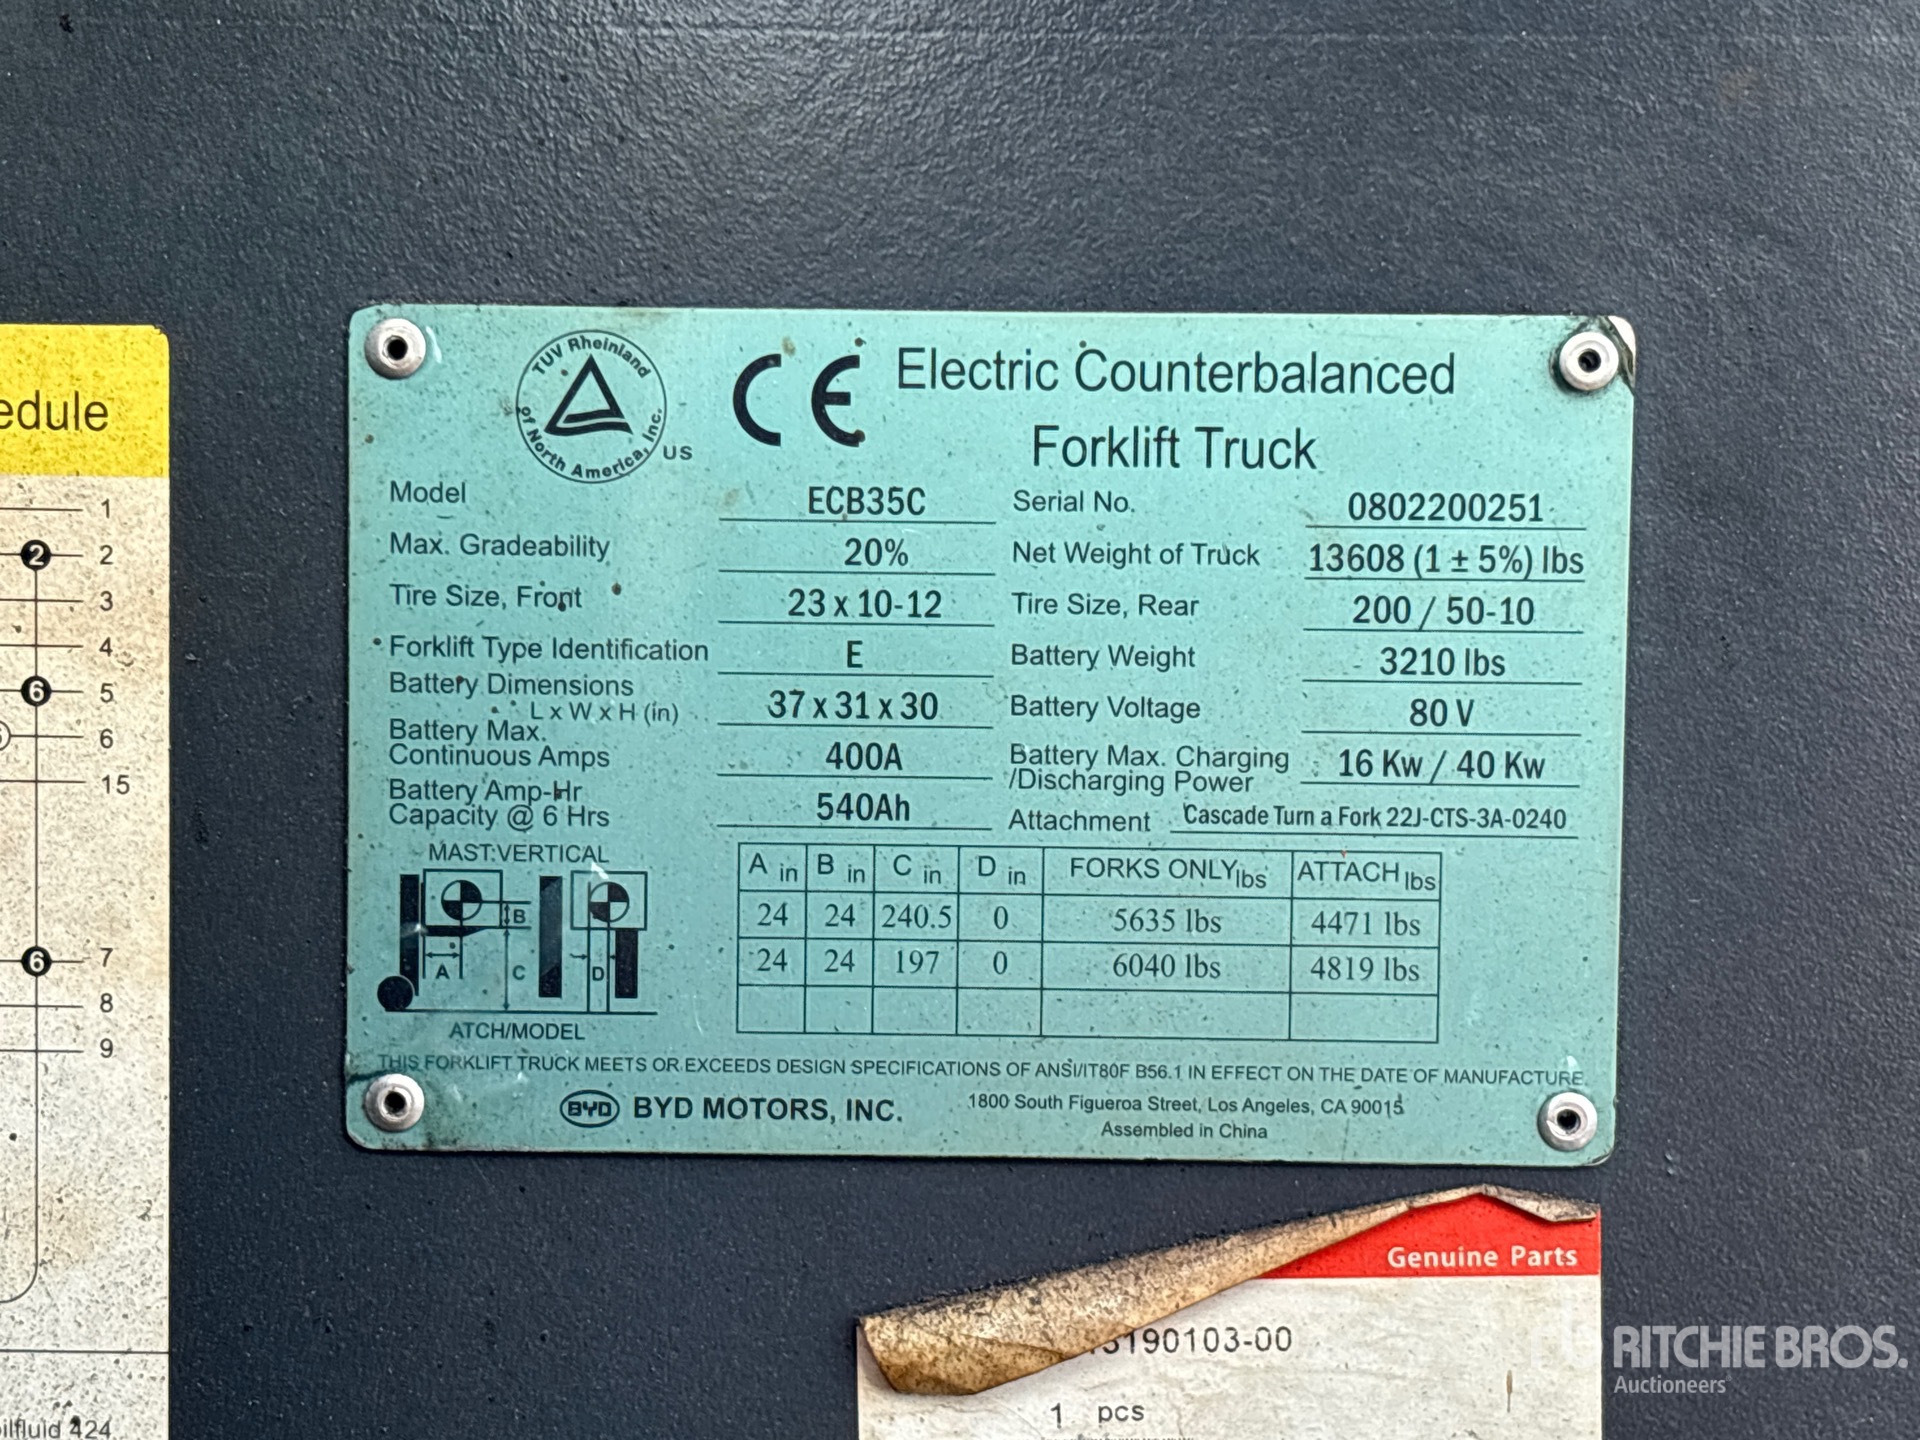 TUV Rheinland
of North America, Inc.
US
CE
Electric Counterbalanced
Forklift Truck
Model ECB35C Serial No. 0802200251
Max. Gradeability 20% Net Weight of Truck 13608 (1 ± 5%) lbs
Tire Size, Front 23 x 10-12 Tire Size, Rear 200 / 50-10
Forklift Type Identification E Battery Weight 3210 lbs
Battery Dimensions
L x W x H (in) 37 x 31 x 30 Battery Voltage 80 V
Battery Max.
Continuous Amps 400A Battery Max. Charging
/Discharging Power 16 Kw / 40 Kw
Battery Amp-Hr
Capacity @ 6 Hrs 540Ah Attachment Cascade Turn a Fork 22J-CTS-3A-0240
MAST:VERTICAL
B
A C D
ATCH/MODEL
A in B in C in D in FORKS ONLY lbs ATTACH lbs
24 24 240.5 0 5635 lbs 4471 lbs
24 24 197 0 6040 lbs 4819 lbs
THIS FORKLIFT TRUCK MEETS OR EXCEEDS DESIGN SPECIFICATIONS OF ANSI/IT80F B56.1 IN EFFECT ON THE DATE OF MANUFACTURE
BYD BYD MOTORS, INC. 1800 South Figueroa Street, Los Angeles, CA 90015
Assembled in China
edule
1
2 2
3
4
6 5
6
15
6 7
8
9
424
Genuine Parts
190103-00
1 pcs
RITCHIE BROS.
Auctioneers